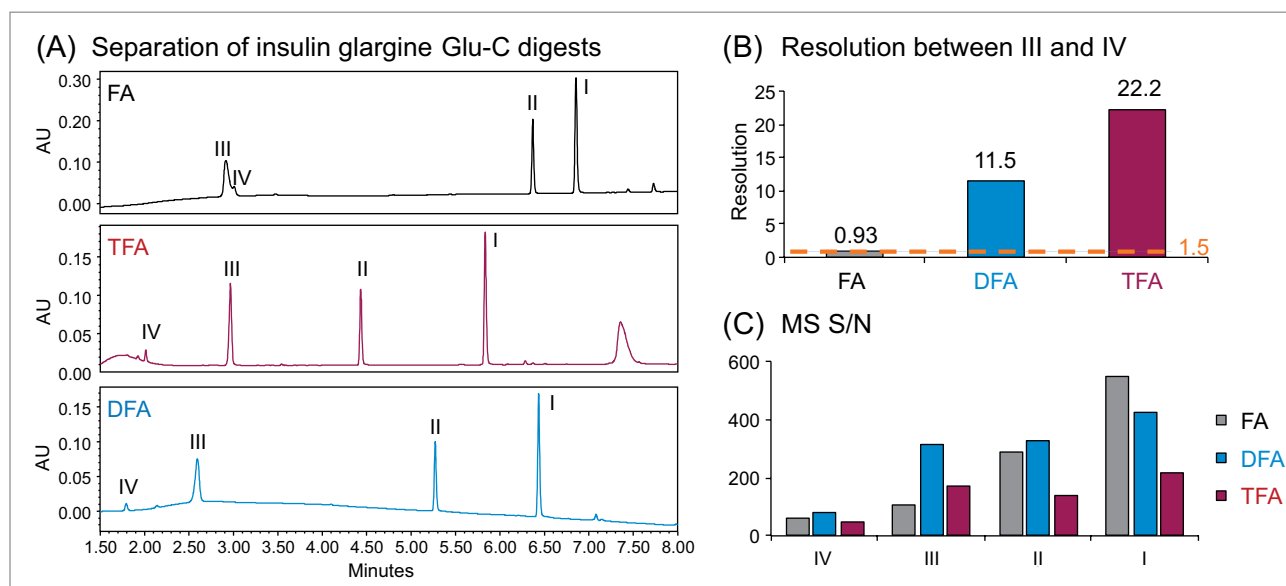 (A) Separation of insulin glargine Glu-C digests
FA
0.30
0.20
0.10
0.00
AU
III
IV
II
I
TFA
0.15
0.10
0.05
0.00
AU
IV
III
II
I
DFA
0.15
0.10
0.05
0.00
AU
IV
III
II
I
1.50 2.00 2.50 3.00 3.50 4.00 4.50 5.00 5.50 6.00 6.50 7.00 7.50 8.00
Minutes
(B) Resolution between III and IV
Resolution
25
20
15
10
5
0
0.93
11.5
22.2
1.5
FA DFA TFA
(C) MS S/N
600
400
200
0
IV III II I
FA
DFA
TFA